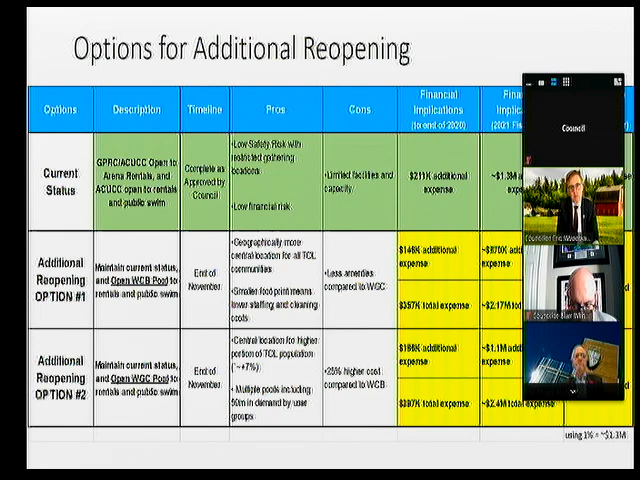 Options for Additional Reopening
Options
Description
Timeline
Pros
Cons
Financial
Implications
(to end of 2020)
Current
Status
GPRC/ACUCC Open to
Arena Rentals, and
ACUCC open to rentals
and public swim
Complete as
Approved by
Council
•Low Safety Risk with
restricted gathering
locations.
•Low financial risk.
•Limited facilities and
capacity.
$211K additional
expense
Additional
Reopening
OPTION #1
Maintain current status,
and Open WCB Pool to
rentals and public swim
End of
November
•Geographically more
central location for all TCL
communities
•Smaller foot print means
lower staffing and cleaning
costs
•Less amenities
compared to WGC
$146K additional
expense
$357K total expense
Additional
Reopening
OPTION #2
Maintain current status,
and Open WGC Pool to
rentals and public swim
End of
November
•Central location for higher
portion of TCL population
(~+7%)
• Multiple pools including
50m in demand by user
groups
•25% higher cost
compared to WCB
$186K additional
expense
$397K total expense
Council
using 1% = ~$1.3M